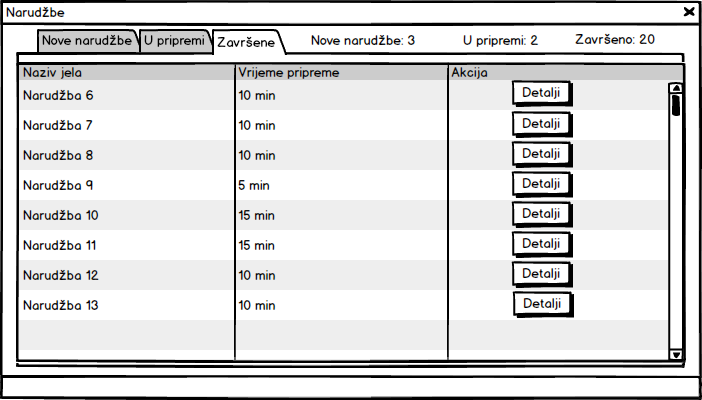 Narudžbe
Nove narudžbe U pripremi Završene Nove narudžbe: 3 U pripremi: 2 Završeno: 20
Naziv jela Vrijeme pripreme Akcija
Narudžba 6 10 min Detalji
Narudžba 7 10 min Detalji
Narudžba 8 10 min Detalji
Narudžba 9 5 min Detalji
Narudžba 10 15 min Detalji
Narudžba 11 15 min Detalji
Narudžba 12 10 min Detalji
Narudžba 13 10 min Detalji